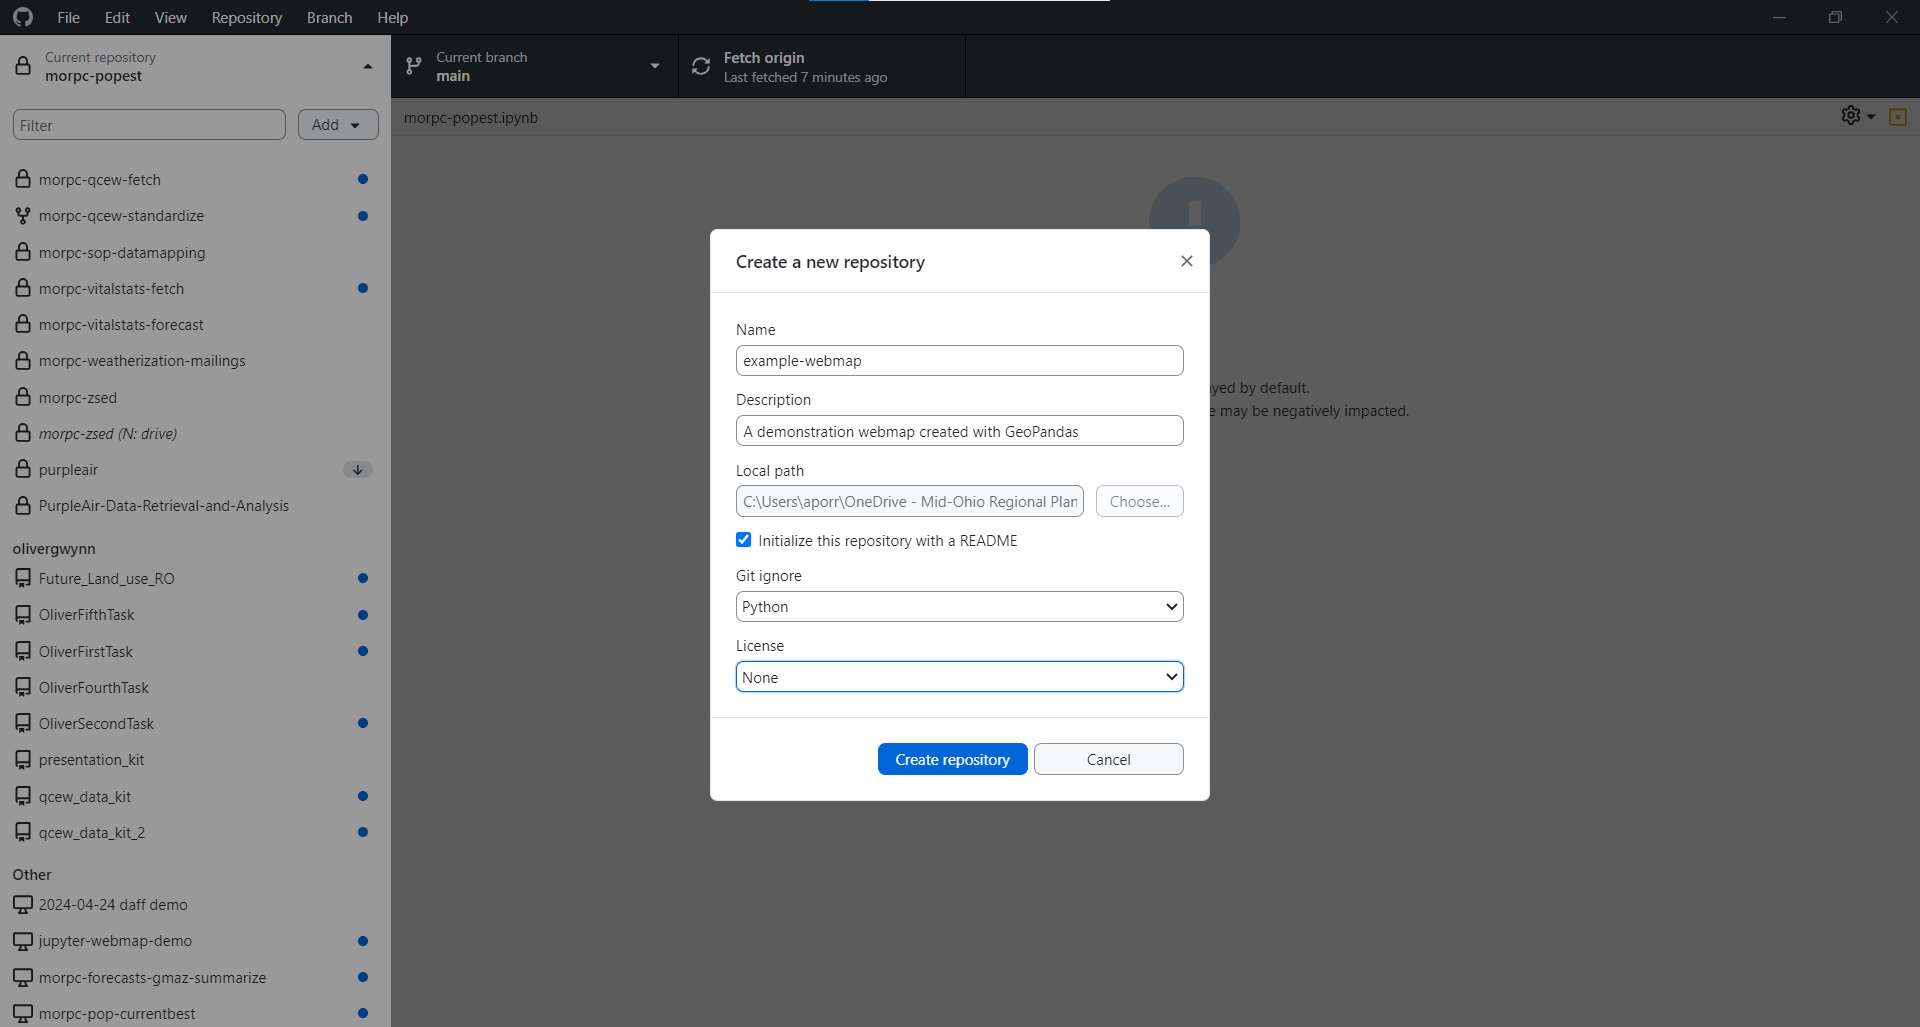 File Edit View Repository Branch Help
Current repository
morpc-popest
Current branch
main
Fetch origin
Last fetched 7 minutes ago
Filter
Add
morpc-popest.ipynb
morpc-qcew-fetch
morpc-qcew-standardize
morpc-sop-datamapping
morpc-vitalstats-fetch
morpc-vitalstats-forecast
morpc-weatherization-mailings
morpc-zsed
morpc-zsed (N: drive)
purpleair
PurpleAir-Data-Retrieval-and-Analysis
olivergwynn
Future_Land_use_RO
OliverFifthTask
OliverFirstTask
OliverFourthTask
OliverSecondTask
presentation_kit
qcew_data_kit
qcew_data_kit_2
Other
2024-04-24 daff demo
jupyter-webmap-demo
morpc-forecasts-gmaz-summarize
morpc-pop-currentbest
by default.
may be negatively impacted.
Create a new repository
Name
example-webmap
Description
A demonstration webmap created with GeoPandas
Local path
C:\Users\aporr\OneDrive - Mid-Ohio Regional Plan
Choose...
Initialize this repository with a README
Git ignore
Python
License
None
Create repository
Cancel